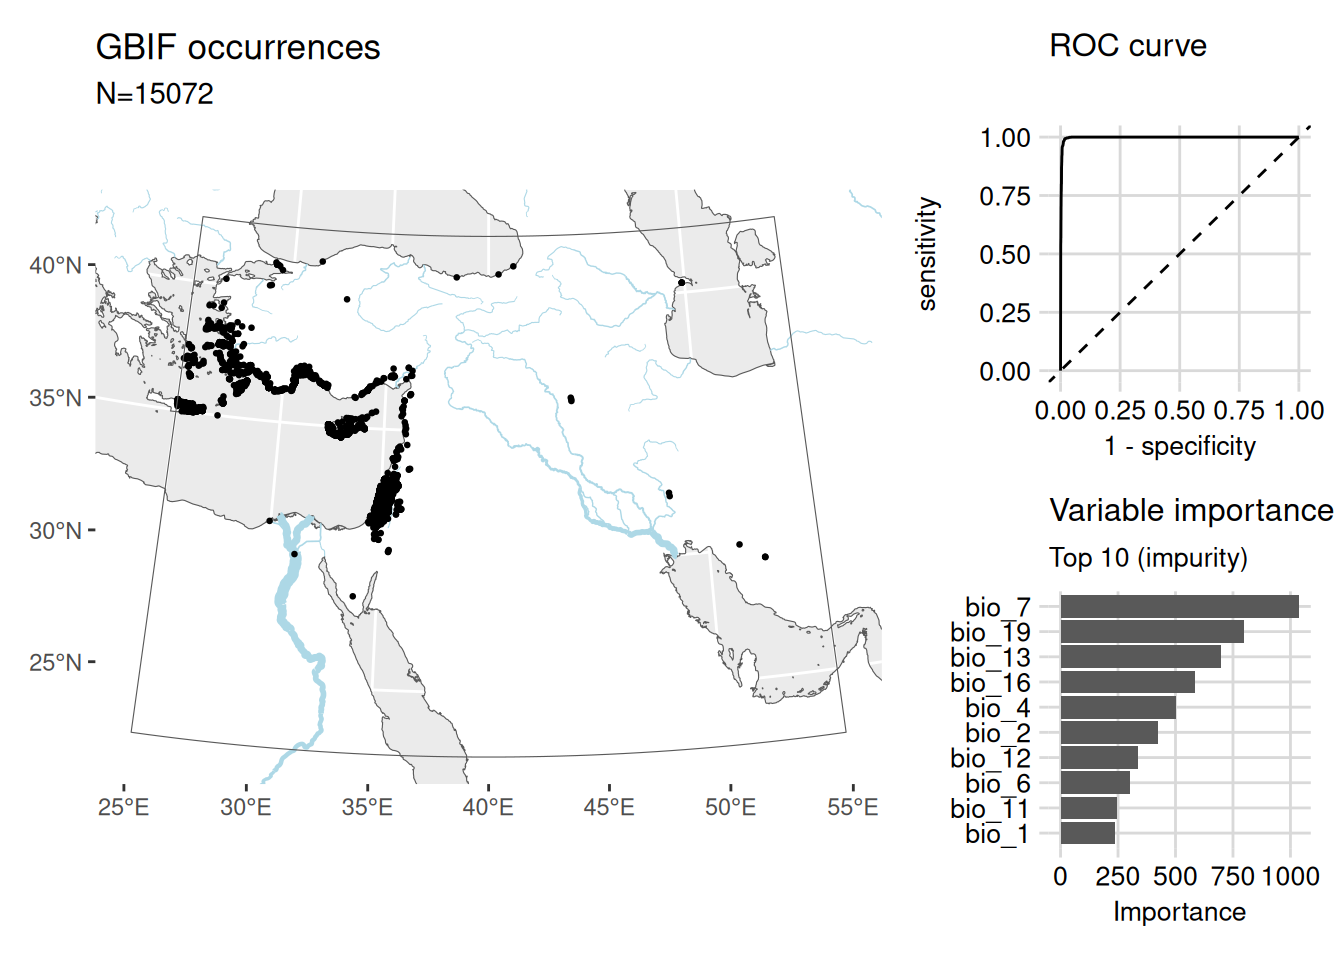 GBIF occurrences
N=15072
40°N
35°N
30°N
25°N
25°E 30°E 35°E 40°E 45°E 50°E 55°E
ROC curve
sensitivity
1.00
0.75
0.50
0.25
0.00
0.00 0.25 0.50 0.75 1.00
1 - specificity
Variable importance
Top 10 (impurity)
bio_7
bio_19
bio_13
bio_16
bio_4
bio_2
bio_12
bio_6
bio_11
bio_1
0 250 500 750 1000
Importance